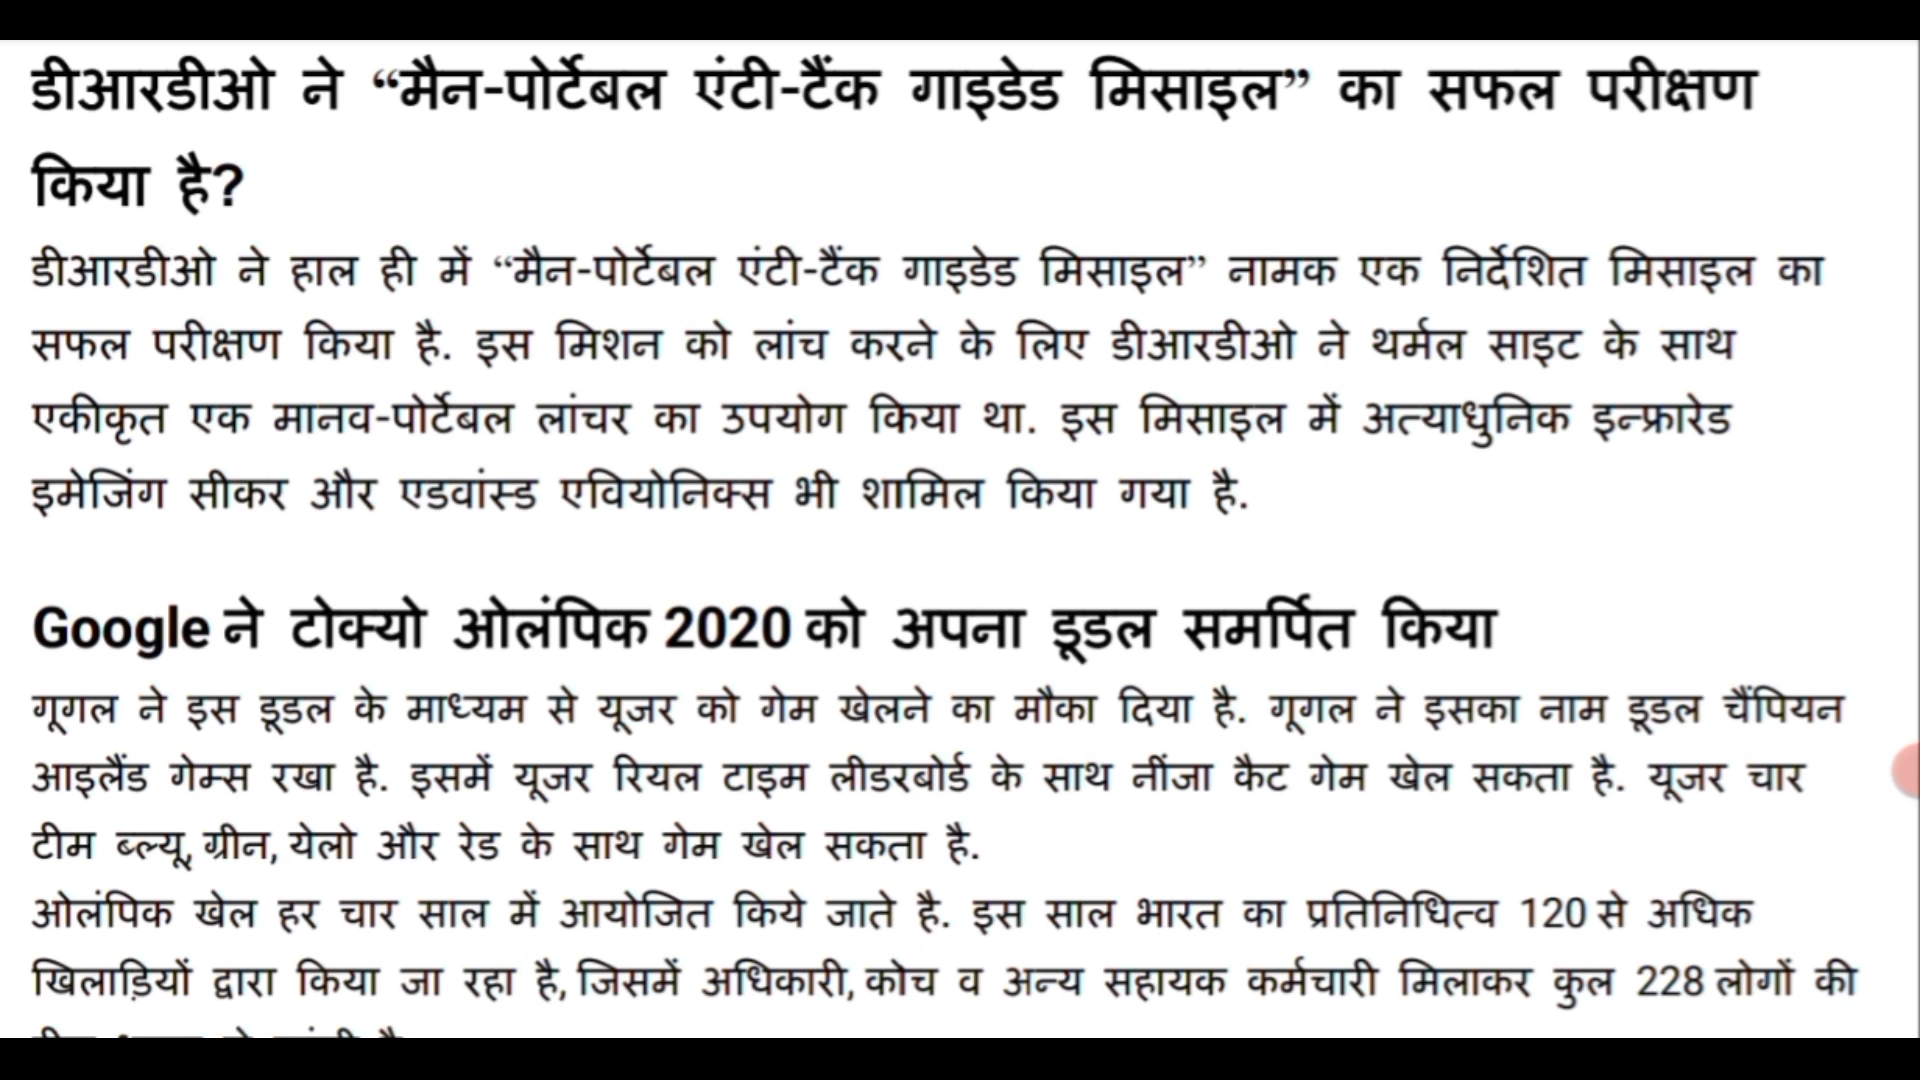 डीआरडीओ ने “मैन-पोर्टेबल एंटी-टैंक गाइडेड मिसाइल” का सफल परीक्षण
किया है?
डीआरडीओ ने हाल ही में “मैन-पोर्टेबल एंटी-टैंक गाइडेड मिसाइल” नामक एक निर्देशित मिसाइल का
सफल परीक्षण किया है. इस मिशन को लांच करने के लिए डीआरडीओ ने थर्मल साइट के साथ
एकीकृत एक मानव-पोर्टेबल लांचर का उपयोग किया था. इस मिसाइल में अत्याधुनिक इन्फ्रारेड
इमेजिंग सीकर और एडवांस्ड एवियोनिक्स भी शामिल किया गया है.
Google ने टोक्यो ओलंपिक 2020 को अपना डूडल समर्पित किया
गूगल ने इस डूडल के माध्यम से यूजर को गेम खेलने का मौका दिया है. गूगल ने इसका नाम डूडल चैंपियन
आइलैंड गेम्स रखा है. इसमें यूजर रियल टाइम लीडरबोर्ड के साथ नींजा कैट गेम खेल सकता है. यूजर चार
टीम ब्ल्यू, ग्रीन, येलो और रेड के साथ गेम खेल सकता है.
ओलंपिक खेल हर चार साल में आयोजित किये जाते है. इस साल भारत का प्रतिनिधित्व 120 से अधिक
खिलाड़ियों द्वारा किया जा रहा है, जिसमें अधिकारी, कोच व अन्य सहायक कर्मचारी मिलाकर कुल 228 लोगों की